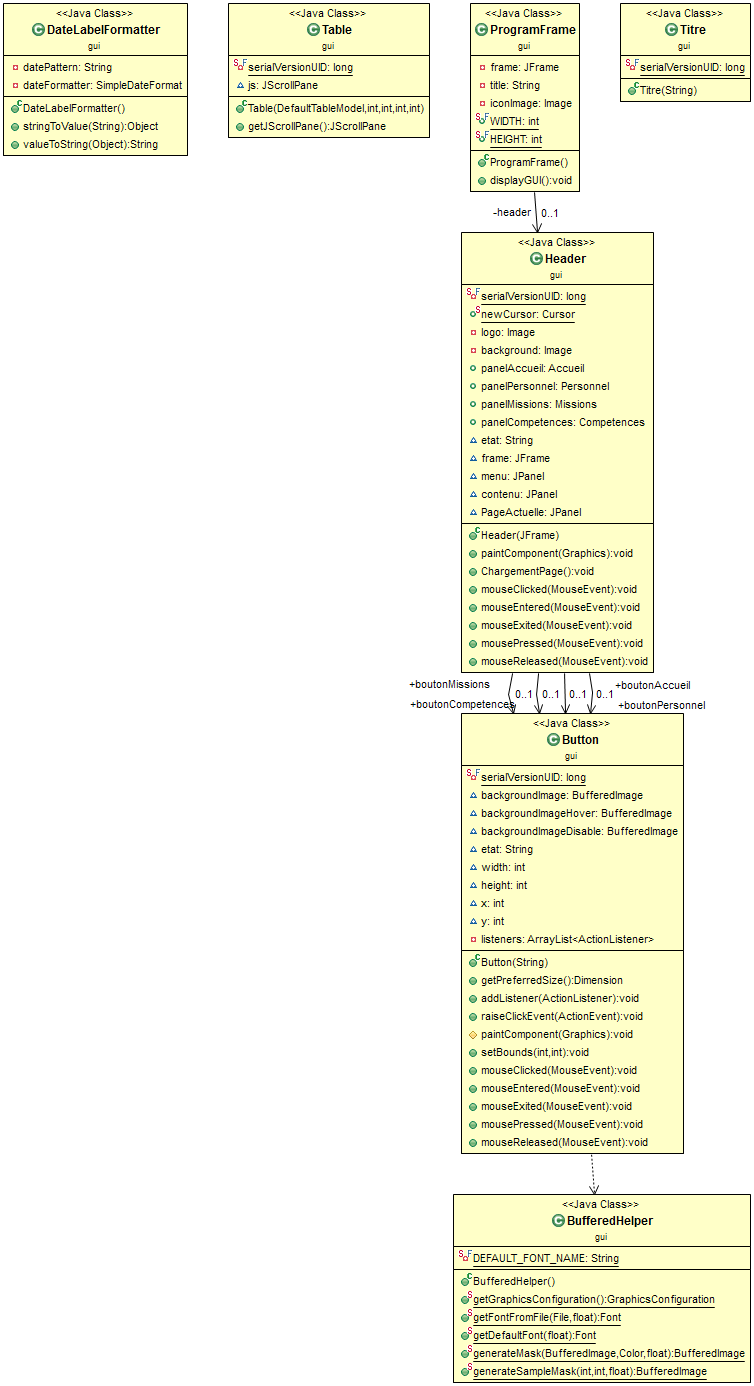 <<Java Class>>
DateLabelFormatter
gui
datePattern: String
dateFormatter: SimpleDateFormat
DateLabelFormatter()
stringToValue(String):Object
valueToString(Object):String
<<Java Class>>
Table
gui
serialVersionUID: long
js: JScrollPane
Table(DefaultTableModel,int,int,int,int)
getJScrollPane():JScrollPane
<<Java Class>>
ProgramFrame
gui
frame: JFrame
title: String
iconImage: Image
WIDTH: int
HEIGHT: int
ProgramFrame()
displayGUI():void
<<Java Class>>
Titre
gui
serialVersionUID: long
Titre(String)
-header 0..1
<<Java Class>>
Header
gui
serialVersionUID: long
newCursor: Cursor
logo: Image
background: Image
panelAccueil: Accueil
panelPersonnel: Personnel
panelMissions: Missions
panelCompetences: Competences
etat: String
frame: JFrame
menu: JPanel
contenu: JPanel
PageActuelle: JPanel
Header(JFrame)
paintComponent(Graphics):void
ChargementPage():void
mouseClicked(MouseEvent):void
mouseEntered(MouseEvent):void
mouseExited(MouseEvent):void
mousePressed(MouseEvent):void
mouseReleased(MouseEvent):void
+boutonMissions +boutonAccueil
0..1 0..1 0..1 0..1
+boutonCompetences +boutonPersonnel
<<Java Class>>
Button
gui
serialVersionUID: long
backgroundImage: BufferedImage
backgroundImageHover: BufferedImage
backgroundImageDisable: BufferedImage
etat: String
width: int
height: int
x: int
y: int
listeners: ArrayList<ActionListener>
Button(String)
getPreferredSize():Dimension
addListener(ActionListener):void
raiseClickEvent(ActionEvent):void
paintComponent(Graphics):void
setBounds(int,int):void
mouseClicked(MouseEvent):void
mouseEntered(MouseEvent):void
mouseExited(MouseEvent):void
mousePressed(MouseEvent):void
mouseReleased(MouseEvent):void
<<Java Class>>
BufferedHelper
gui
DEFAULT_FONT_NAME: String
BufferedHelper()
getGraphicsConfiguration():GraphicsConfiguration
getFontFromFile(File,float):Font
getDefaultFont(float):Font
generateMask(BufferedImage,Color,float):BufferedImage
generateSampleMask(int,int,float):BufferedImage